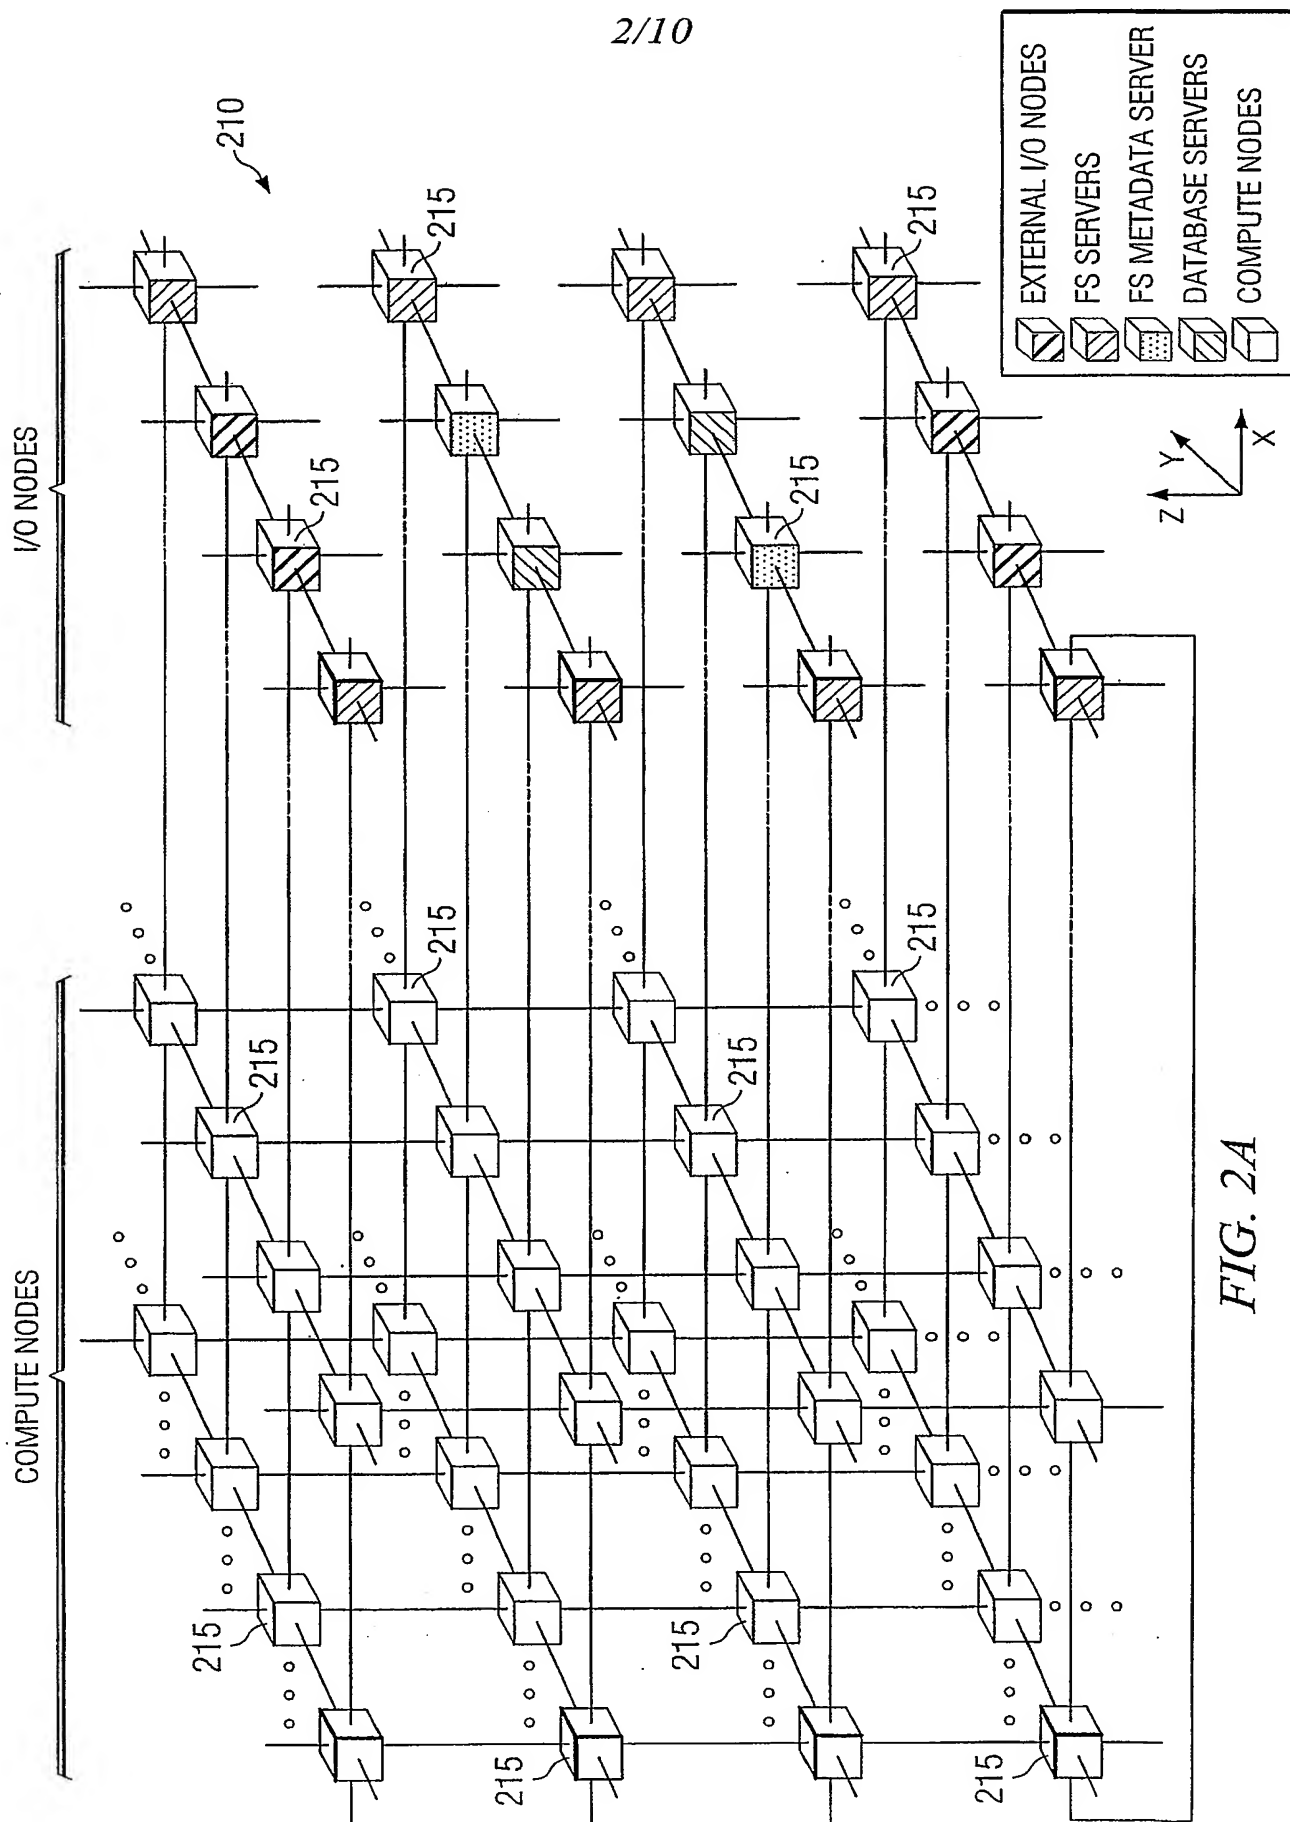 2/10
COMPUTE NODES
I/O NODES
210
215
215
215
215
215
215
215
215
215
215
215
215
Z
Y
X
EXTERNAL I/O NODES
FS SERVERS
FS METADATA SERVER
DATABASE SERVERS
COMPUTE NODES
FIG. 2A